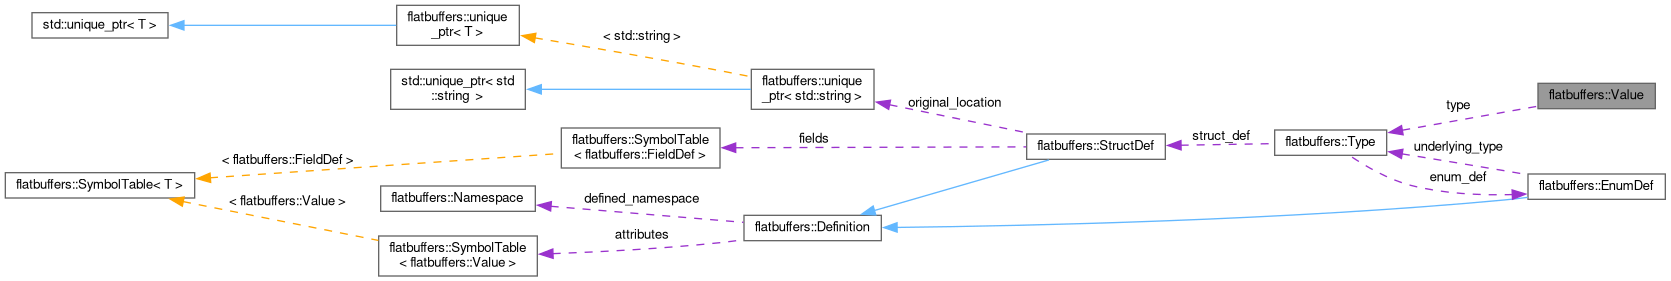 std::unique_ptr< T >
flatbuffers::unique
_ptr< T >
< std::string >
std::unique_ptr< std
::string >
flatbuffers::unique
_ptr< std::string >
original_location
flatbuffers::Value
type
flatbuffers::SymbolTable
< flatbuffers::FieldDef >
fields
flatbuffers::StructDef
struct_def
flatbuffers::Type
underlying_type
enum_def
flatbuffers::EnumDef
< flatbuffers::FieldDef >
flatbuffers::SymbolTable< T >
< flatbuffers::Value >
flatbuffers::Namespace
defined_namespace
flatbuffers::Definition
attributes
flatbuffers::SymbolTable
< flatbuffers::Value >